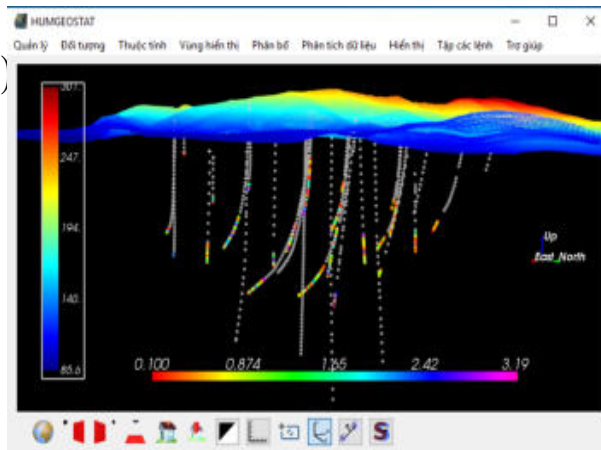 HUMGEOSTAT
Quản lý Đối tượng Thuộc tính Vùng hiển thị Phân bố Phân tích dữ liệu Hiển thị Tập các lệnh Trợ giúp
)
301.
247.
194.
140.
85.6
Up
East North
0.100 0.874 1.65 2.42 3.19
S